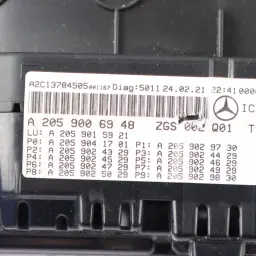 A2C13784505001167 Diag:5011 24.02.21 22:41 0000
IC
A 205 900 69 48 ZGS 002 Q01 T
LU: A 205 901 59 21
P0: A 205 904 17 01 P1: A 205 902 97 30
P2: A 205 902 43 29 P3: A 205 902 44 29
P4: A 205 902 45 29 P5: A 205 902 46 29
P6: A 205 902 47 29 P7: A 205 902 49 29
P8: A 205 902 50 29 P9: A 205 902 98 30